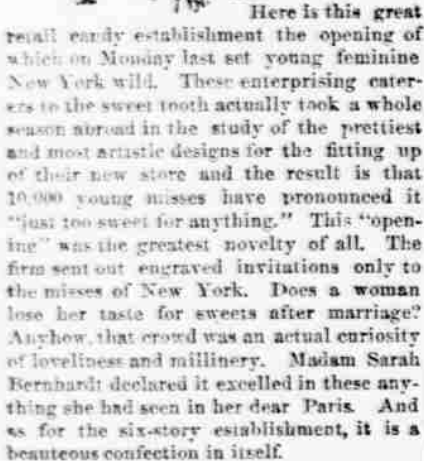 Here is this great
retail candy establishment the opening of
which on Monday last set young feminine
New York wild. These enterprising cater-
ers to the sweet tooth actually took a whole
season abroad in the study of the prettiest
and most artistic designs for the fitting up
of their new store and the result is that
10,000 young misses have pronounced it
"just too sweet for anything." This "open-
ing" was the greatest novelty of all. The
firm sent out engraved invitations only to
the misses of New York. Does a woman
lose her taste for sweets after marriage?
Anyhow, that crowd was an actual curiosity
of loveliness and millinery. Madam Sarah
Bernhardt declared it excelled in these any-
thing she had seen in her dear Paris. And
as for the six-story establishment, it is a
beauteous confection in itself.